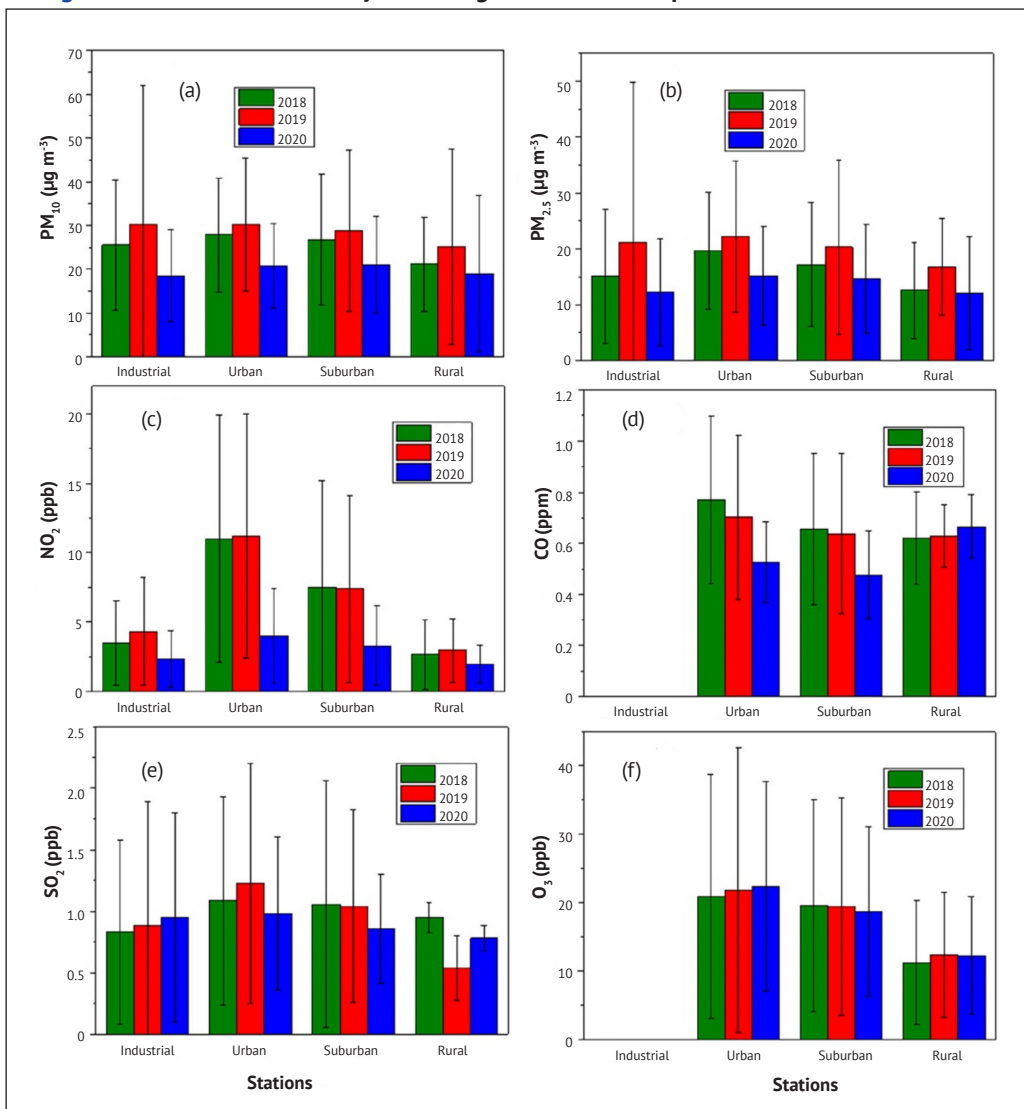 (a)
2018
2019
2020
PM10 (µg m-3)
70
60
50
40
30
20
10
0
Industrial Urban Suburban Rural
(b)
2018
2019
2020
PM2.5 (µg m-3)
50
40
30
20
10
0
Industrial Urban Suburban Rural
(c)
2018
2019
2020
NO2 (ppb)
20
15
10
5
0
Industrial Urban Suburban Rural
(d)
2018
2019
2020
CO (ppm)
1.2
1.0
0.8
0.6
0.4
0.2
0
Industrial Urban Suburban Rural
(e)
2018
2019
2020
SO2 (ppb)
2.5
2.0
1.5
1.0
0.5
0
Industrial Urban Suburban Rural
Stations
(f)
2018
2019
2020
O3 (ppb)
40
30
20
10
0
Industrial Urban Suburban Rural
Stations